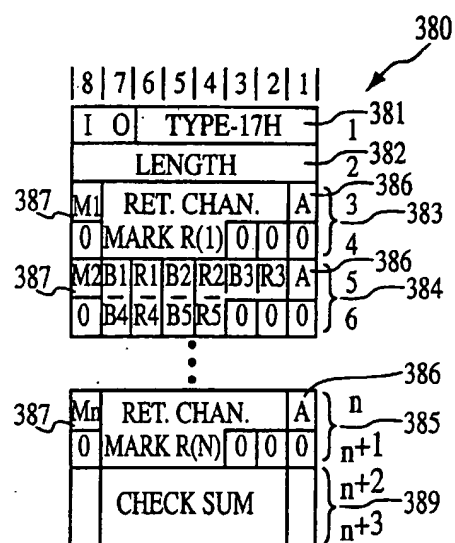 380
|8|7|6|5|4|3|2|1|
I O TYPE-17H 1 381
LENGTH 2 382
387 M1 RET. CHAN. A 386 3 383
0 MARK R(1) 0 0 0 4
387 M2 B1 R1 B2 R2 B3 R3 A 386 5 384
0 B4 R4 B5 R5 0 0 0 6
387 Mn RET. CHAN. A 386 n 385
0 MARK R(N) 0 0 0 n+1
CHECK SUM n+2 389
n+3